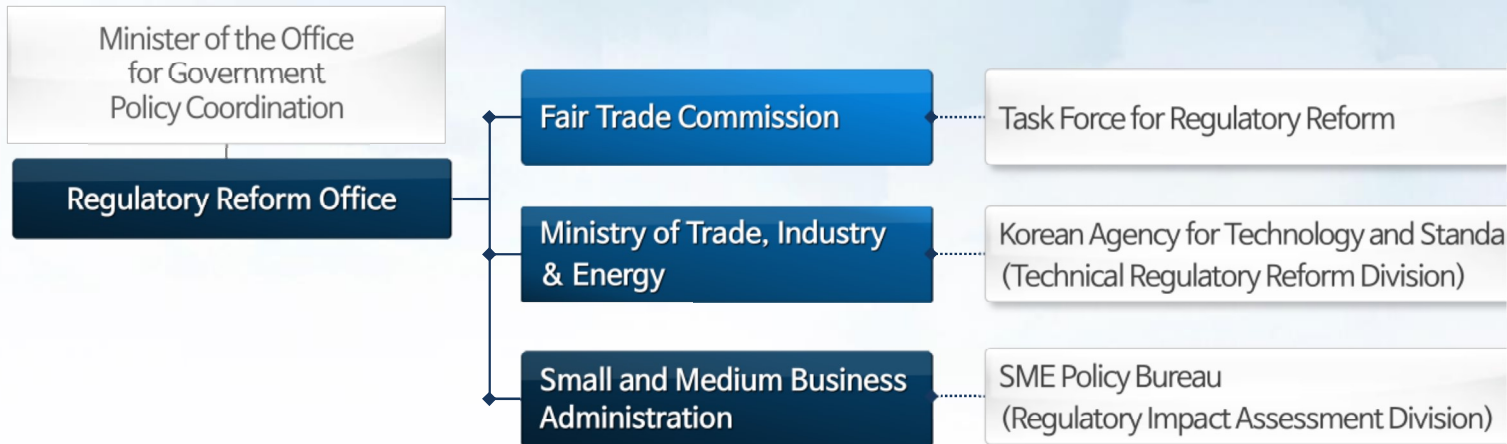 Minister of the Office
for Government
Policy Coordination
Regulatory Reform Office
Fair Trade Commission
Task Force for Regulatory Reform
Ministry of Trade, Industry
& Energy
Korean Agency for Technology and Standa
(Technical Regulatory Reform Division)
Small and Medium Business
Administration
SME Policy Bureau
(Regulatory Impact Assessment Division)